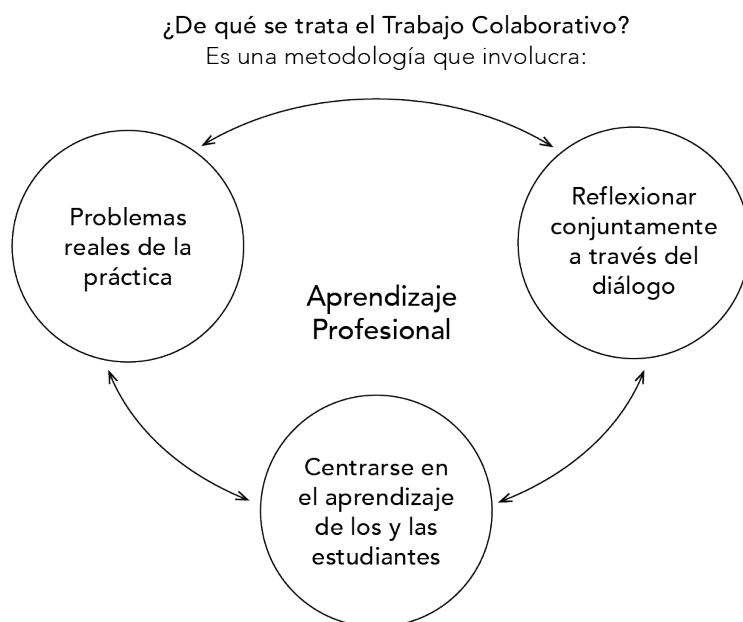 ¿De qué se trata el Trabajo Colaborativo?
Es una metodología que involucra:
Problemas
reales de la
práctica
Reflexionar
conjuntamente
a través del
diálogo
Aprendizaje
Profesional
Centrarse en
el aprendizaje
de los y las
estudiantes